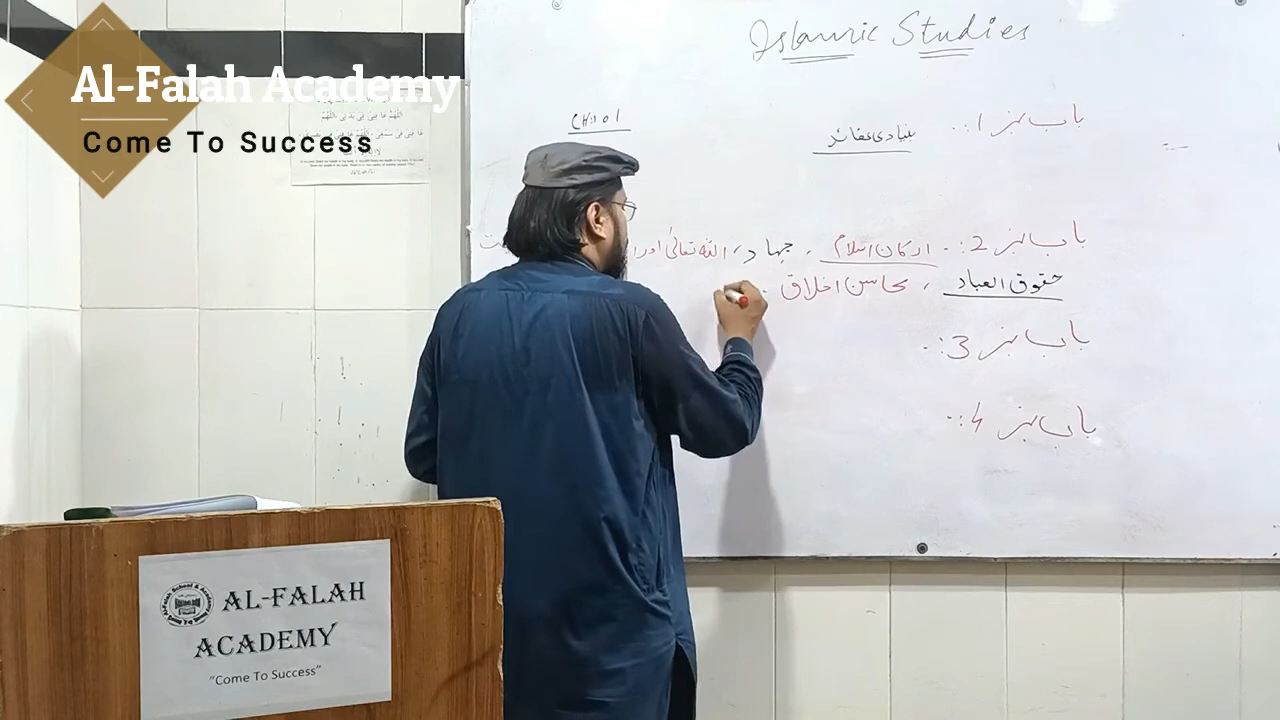 Al-Falah Academy
Come To Success
Islamic Studies
CH:01
باب نمبر 1:
بنیادی عقائد
باب نمبر 2: ارکان اسلام ، جہاد، اللہ تعالیٰ اور
حقوق العباد ، محاسن اخلاق
باب نمبر 3:
باب نمبر 4:
AL-FALAH
ACADEMY
"Come To Success"